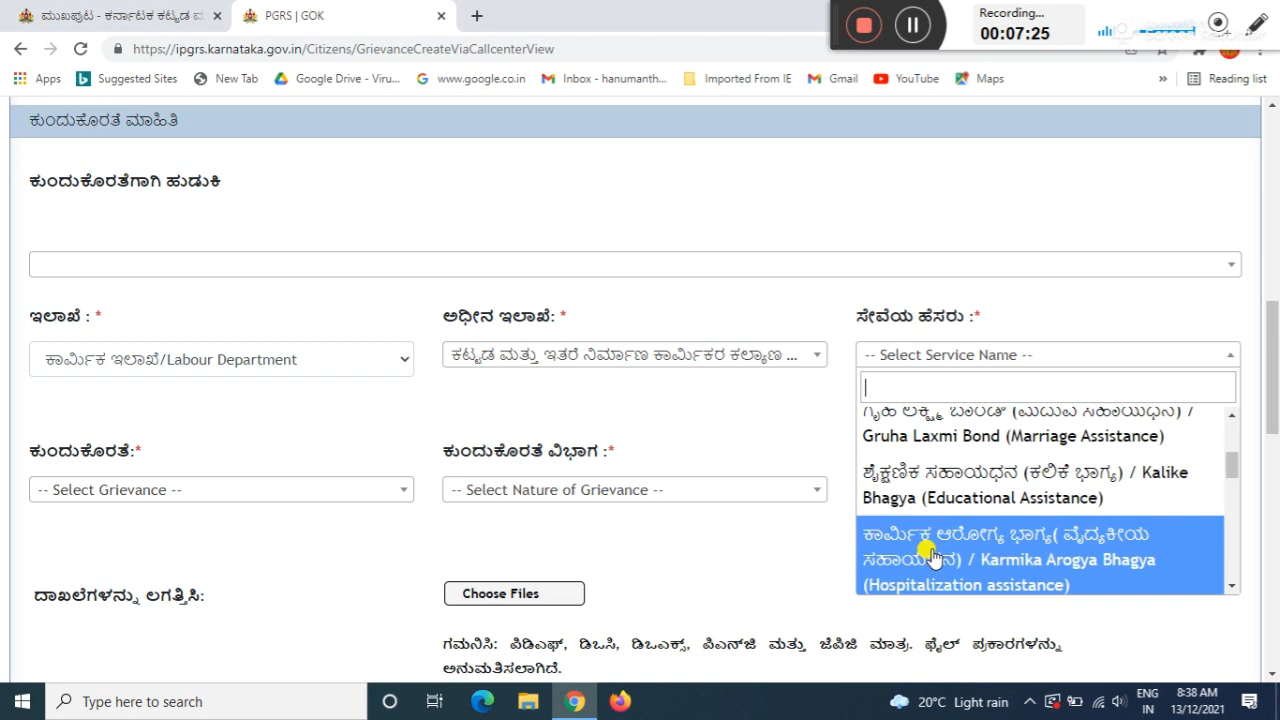 ಮುಖಪುಟ - ಕರ್ನಾಟಕ ಕಟ್ಟಡ ಮ
PGRS | GOK
Recording...
00:07:25
https://ipgrs.karnataka.gov.in/Citizens/GrievanceCreateViaCallcenterView
Apps
Suggested Sites
New Tab
Google Drive - Viru...
www.google.co.in
Inbox - hanumanth...
Imported From IE
Gmail
YouTube
Maps
»
Reading list
ಕುಂದುಕೊರತೆ ಮಾಹಿತಿ
ಕುಂದುಕೊರತೆಗಾಗಿ ಹುಡುಕಿ
ಇಲಾಖೆ : *
ಅಧೀನ ಇಲಾಖೆ: *
ಸೇವೆಯ ಹೆಸರು :*
ಕಾರ್ಮಿಕ ಇಲಾಖೆ/Labour Department
ಕಟ್ಟಡ ಮತ್ತು ಇತರೆ ನಿರ್ಮಾಣ ಕಾರ್ಮಿಕರ ಕಲ್ಯಾಣ ...
-- Select Service Name --
ಗೃಹ ಲಕ್ಷ್ಮಿ ಬಾಂಡ್ (ಮದುವೆ ಸಹಾಯಧನ) /
Gruha Laxmi Bond (Marriage Assistance)
ಶೈಕ್ಷಣಿಕ ಸಹಾಯಧನ (ಕಲಿಕೆ ಭಾಗ್ಯ) / Kalike
Bhagya (Educational Assistance)
ಕಾರ್ಮಿಕ ಆರೋಗ್ಯ ಭಾಗ್ಯ( ವೈದ್ಯಕೀಯ
/ Karmika Arogya Bhagya
(Hospitalization assistance)
ಕುಂದುಕೊರತೆ:*
ಕುಂದುಕೊರತೆ ವಿಭಾಗ :*
-- Select Grievance --
-- Select Nature of Grievance --
ದಾಖಲೆಗಳನ್ನು ಲಗತ್ತಿಸಿ:
Choose Files
ಗಮನಿಸಿ: ಪಿಡಿಎಫ್, ಡಿಒಸಿ, ಡಿಒಎಕ್ಸ್, ಪಿಎನ್‌ಜಿ ಮತ್ತು ಜೆಪಿಜಿ ಮಾತ್ರ. ಫೈಲ್ ಪ್ರಕಾರಗಳನ್ನು
ಅನುಮತಿಸಲಾಗಿದೆ.
Type here to search
20°C Light rain
ENG
IN
8:38 AM
13/12/2021